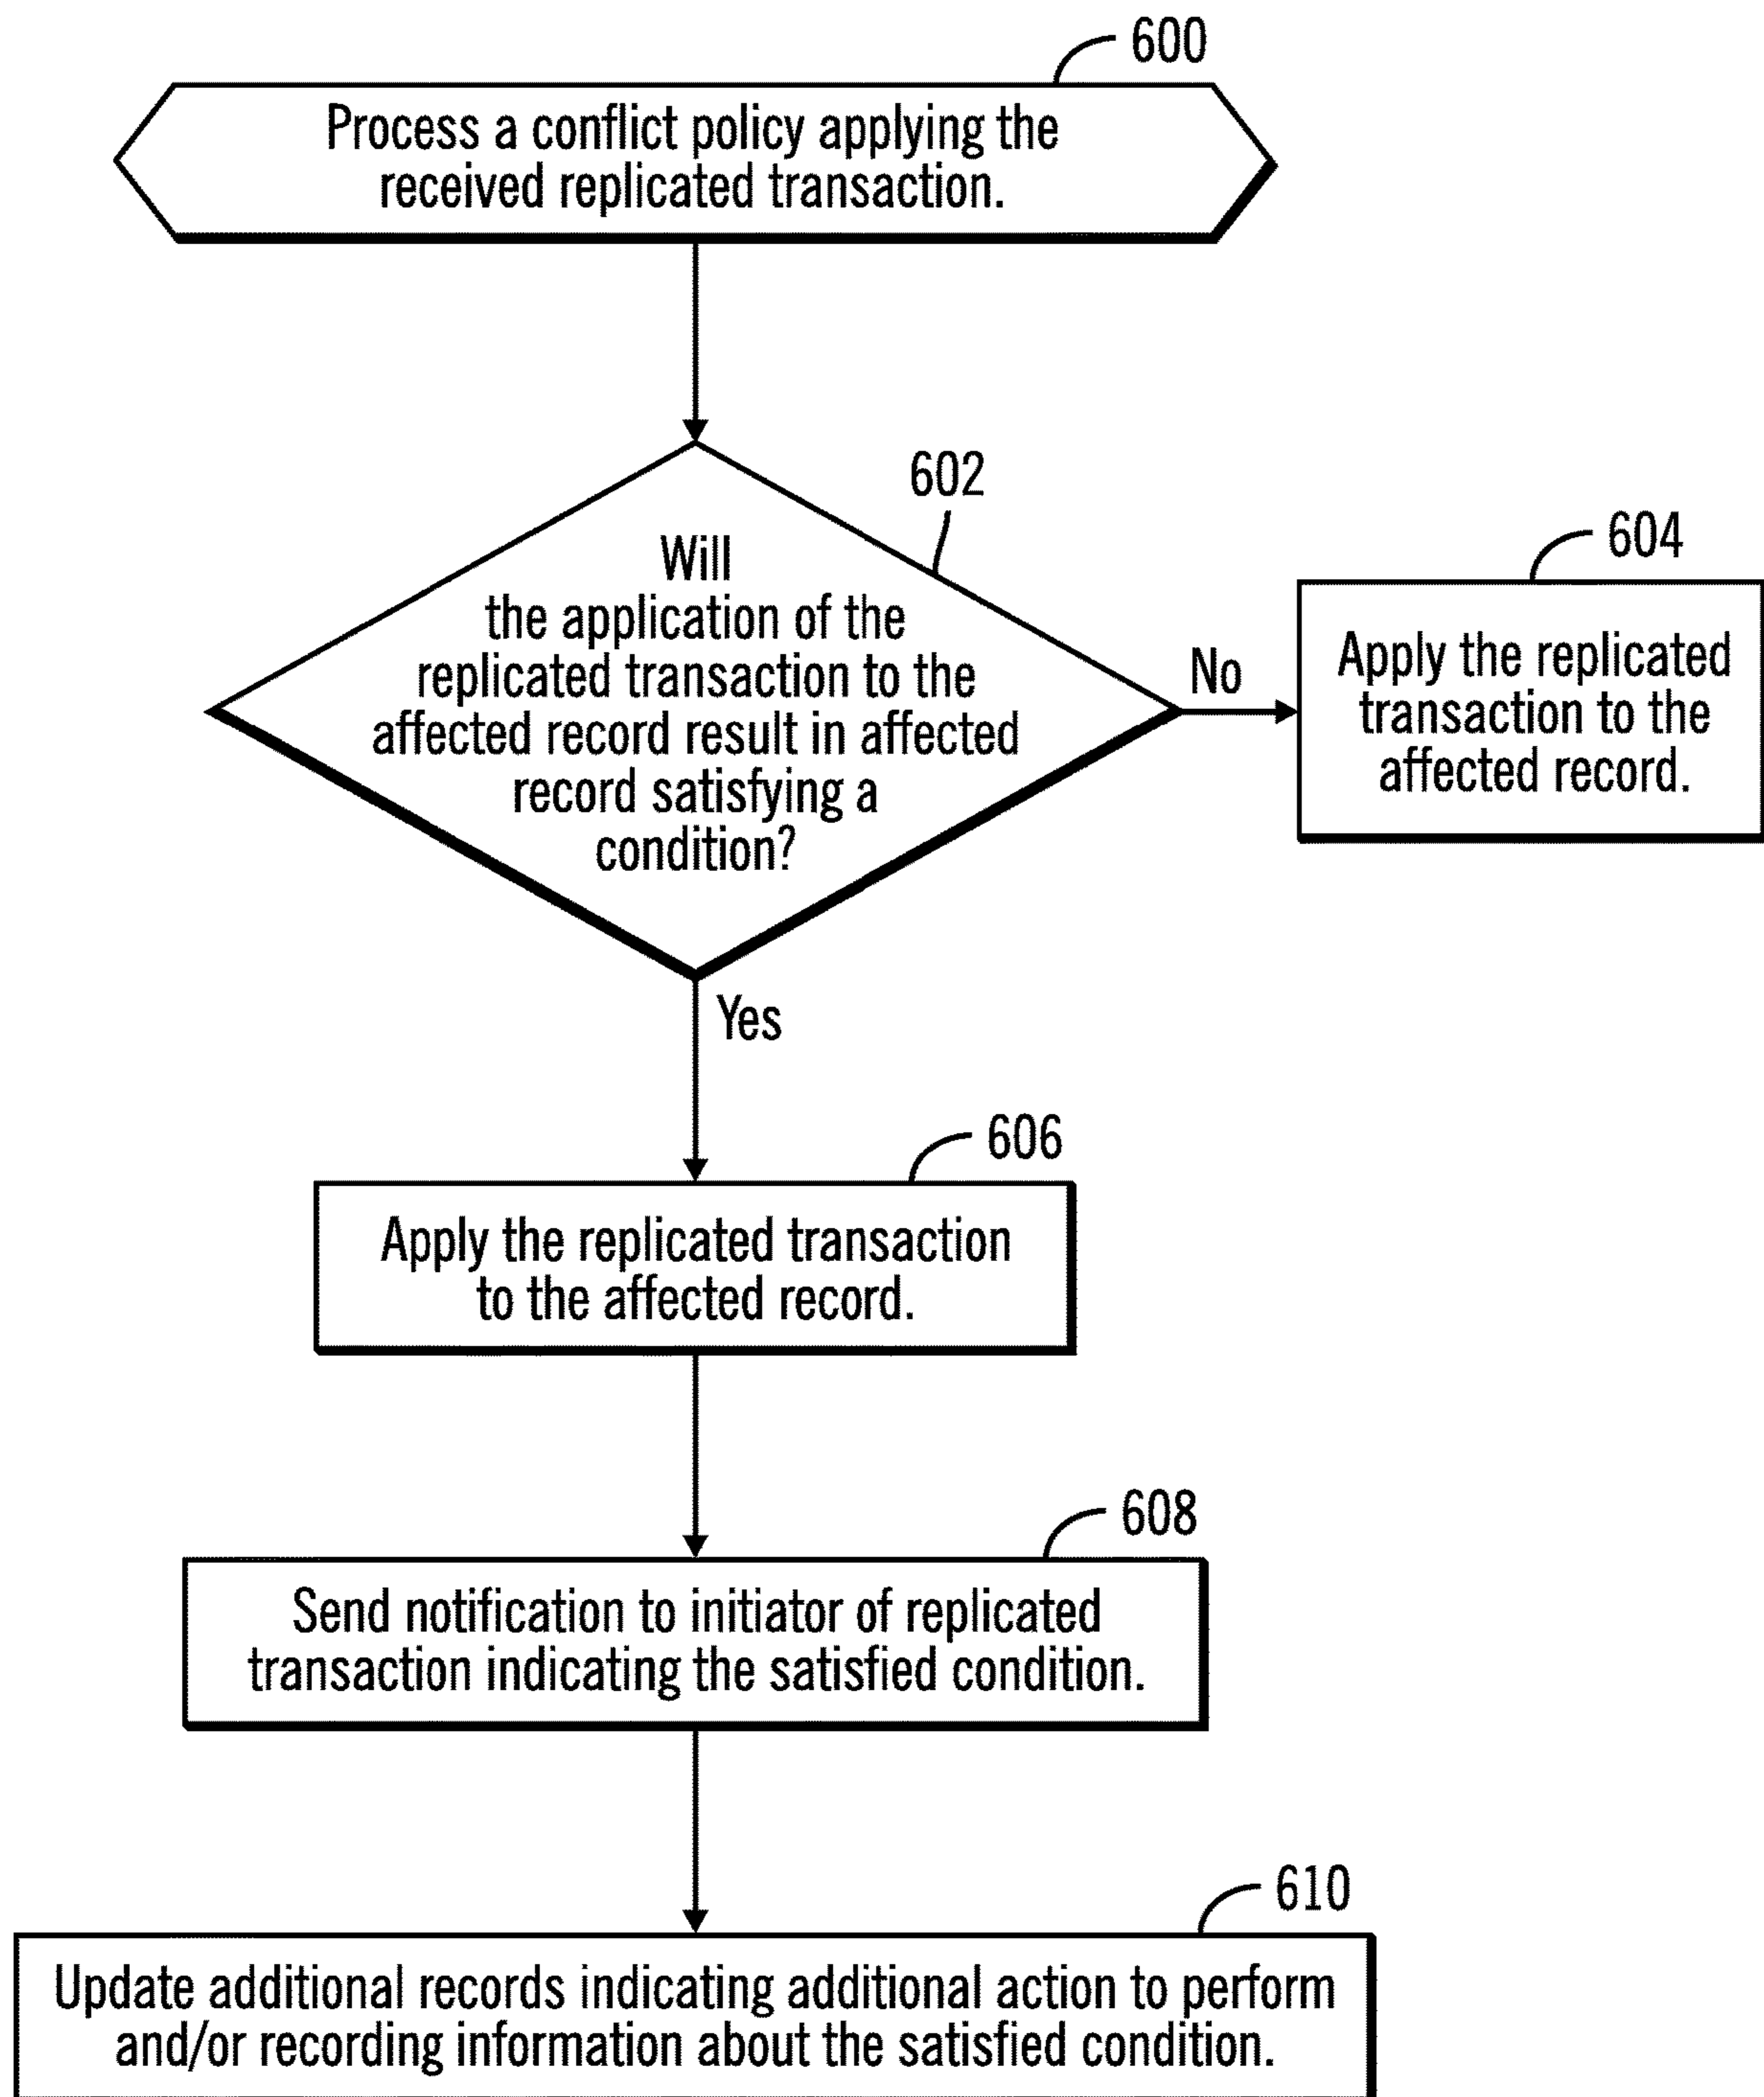 600
Process a conflict policy applying the
received replicated transaction.
602
Will
the application of the
replicated transaction to the
affected record result in affected
record satisfying a
condition?
No
604
Apply the replicated
transaction to the
affected record.
Yes
606
Apply the replicated transaction
to the affected record.
608
Send notification to initiator of replicated
transaction indicating the satisfied condition.
610
Update additional records indicating additional action to perform
and/or recording information about the satisfied condition.